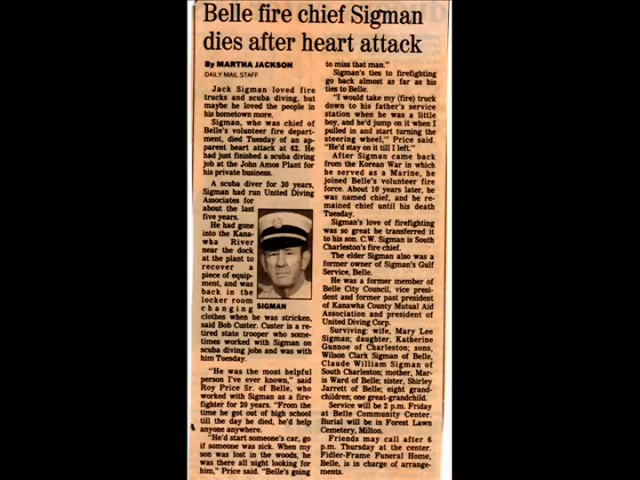 Belle fire chief Sigman
dies after heart attack
By MARTHA JACKSON
DAILY MAIL STAFF
Jack Sigman loved fire
trucks and scuba diving, but
maybe he loved the people in
his hometown more.
Sigman, who was chief of
Belle's volunteer fire depart-
ment, died Tuesday of an ap-
parent heart attack at 62. He
had just finished a scuba diving
job at the John Amos Plant for
his private business.
A scuba diver for 30 years,
Sigman had run United Diving
Associates for
about the last
five years.
He had gone
into the Kana-
wha River
near the dock
at the plant to
recover a
piece of equip-
ment, and was
back in the
locker room
changing
SIGMAN
clothes when he was stricken,
said Bob Custer. Custer is a re-
tired state trooper who some-
times worked with Sigman on
scuba diving jobs and was with
him Tuesday.
"He was the most helpful
person I've ever known," said
Roy Price Sr. of Belle, who
worked with Sigman as a fire-
fighter for 20 years. "From the
time he got out of high school
till the day he died, he'd help
anyone anywhere.
"He'd start someone's car, go
if someone was sick. When my
son was lost in the woods, he
was there all night looking for
him," Price said. "Belle's going
to miss that man."
Sigman's ties to firefighting
go back almost as far as his
ties to Belle.
"I would take my (fire) truck
down to his father's service
station when he was a little
boy, and he'd jump on it when I
pulled in and start turning the
steering wheel," Price said.
"He'd stay on it till I left."
After Sigman came back
from the Korean War in which
he served as a Marine, he
joined Belle's volunteer fire
force. About 10 years later, he
was named chief, and he re-
mained chief until his death
Tuesday.
Sigman's love of firefighting
was so great he transferred it
to his son. C.W. Sigman is South
Charleston's fire chief.
The elder Sigman also was a
former owner of Sigman's Gulf
Service, Belle.
He was a former member of
Belle City Council, vice presi-
dent and former past president
of Kanawha County Mutual Aid
Association and president of
United Diving Corp.
Surviving: wife, Mary Lee
Sigman; daughter, Katherine
Gunnoe of Charleston; sons,
Wilson Clark Sigman of Belle,
Claude William Sigman of
South Charleston; mother, Mar-
is Ward of Belle; sister, Shirley
Jarrett of Belle; eight grand-
children; one great-grandchild.
Service will be 2 p.m. Friday
at Belle Community Center.
Burial will be in Forest Lawn
Cemetery, Milton.
Friends may call after 6
p.m. Thursday at the center.
Fidler-Frame Funeral Home,
Belle, is in charge of arrange-
ments.